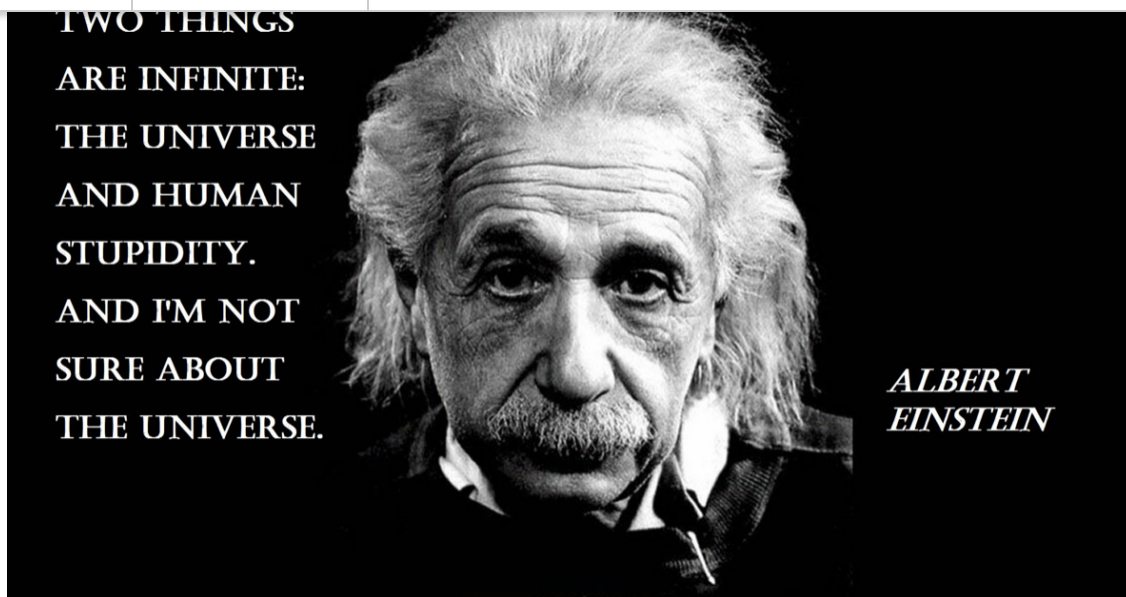 TWO THINGS
ARE INFINITE:
THE UNIVERSE
AND HUMAN
STUPIDITY.
AND I'M NOT
SURE ABOUT
THE UNIVERSE.
ALBERT
EINSTEIN